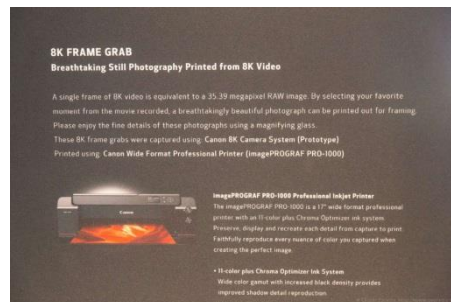 8K FRAME GRAB
Breathtaking Still Photography Printed from 8K Video
A single frame of 8K video is equivalent to a 35.39 megapixel RAW image. By selecting your favorite
moment from the movie recorded, a breathtakingly beautiful photograph can be printed out for framing.
Please enjoy the fine details of these photographs using a magnifying glass.
These 8K frame grabs were captured using: Canon 8K Camera System (Prototype)
Printed using: Canon Wide Format Professional Printer (imagePROGRAF PRO-1000)
imagePROGRAF PRO-1000 Professional Inkjet Printer
The imagePROGRAF PRO-1000 is a 17" wide format professional
printer with an 11-color plus Chroma Optimizer ink system.
Preserve, display and recreate each detail from capture to print.
Faithfully reproduce every nuance of color you captured when
creating the perfect image.
Canon
• 11-color plus Chroma Optimizer Ink System
Wide color gamut with increased black density provides
improved shadow detail reproduction